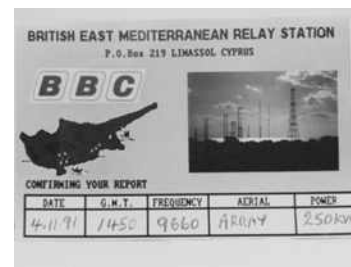 BRITISH EAST MEDITERRANEAN RELAY STATION
P.O.Box 219 LIMASSOL CYPRUS
BBC
CONFIRMING YOUR REPORT
DATE G.M.T. FREQUENCY AERIAL POWER
4.11.91 1450 9660 ARRAY 250KW